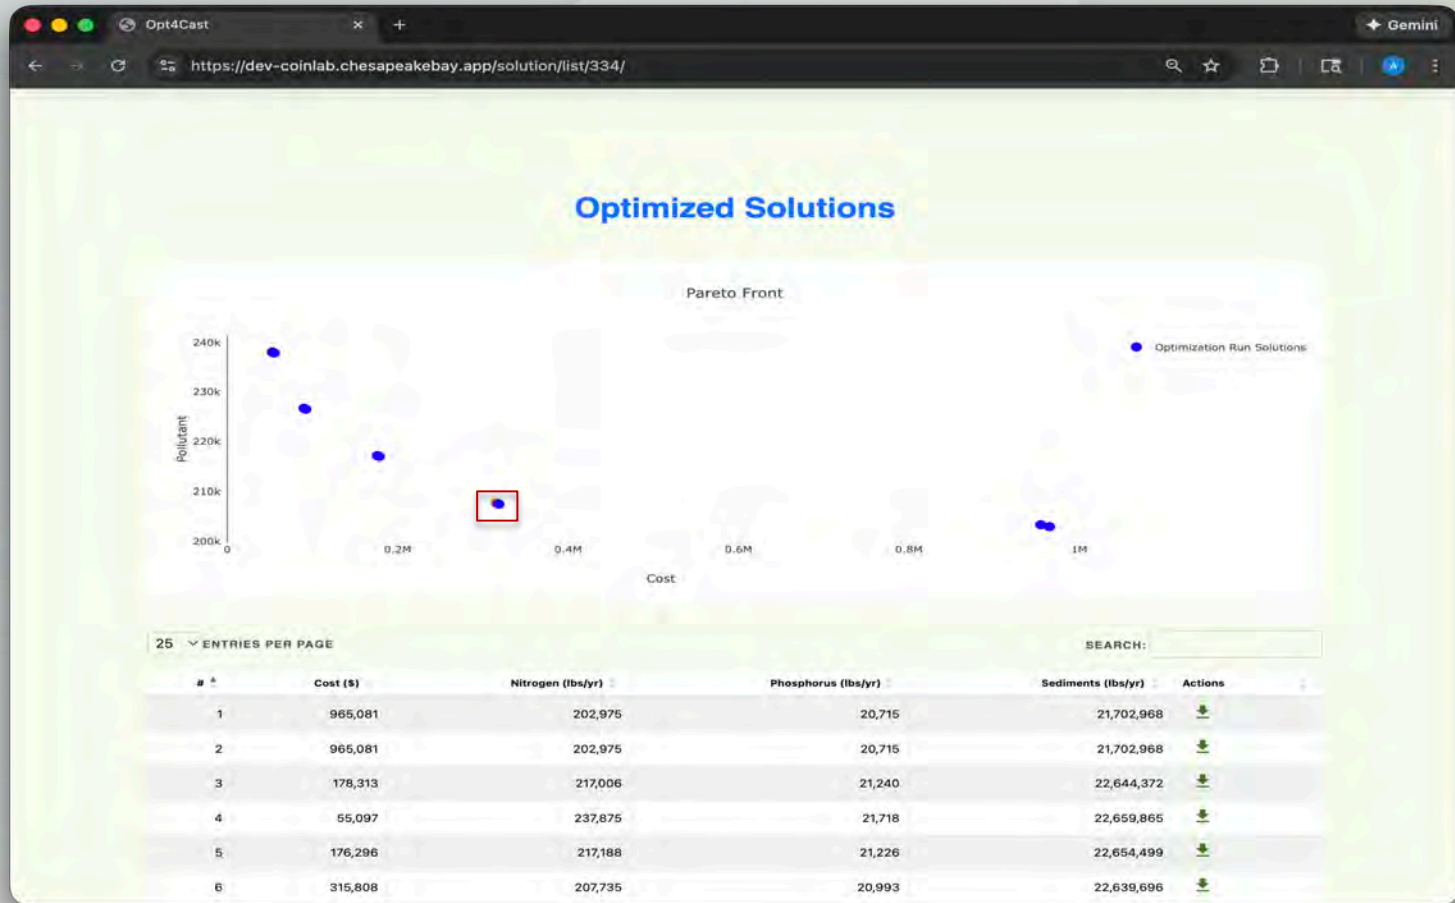 Opt4Cast × +
Gemini
https://dev-coinlab.chesapeakebay.app/solution/list/334/
Optimized Solutions
Pareto Front
240k
230k
220k
210k
200k
Pollutant
0 0.2M 0.4M 0.6M 0.8M 1M
Cost
Optimization Run Solutions
25 ENTRIES PER PAGE SEARCH:
# Cost ($) Nitrogen (lbs/yr) Phosphorus (lbs/yr) Sediments (lbs/yr) Actions
1 965,081 202,975 20,715 21,702,968
2 965,081 202,975 20,715 21,702,968
3 178,313 217,006 21,240 22,644,372
4 55,097 237,875 21,718 22,659,865
5 176,296 217,188 21,226 22,654,499
6 315,808 207,735 20,993 22,639,696